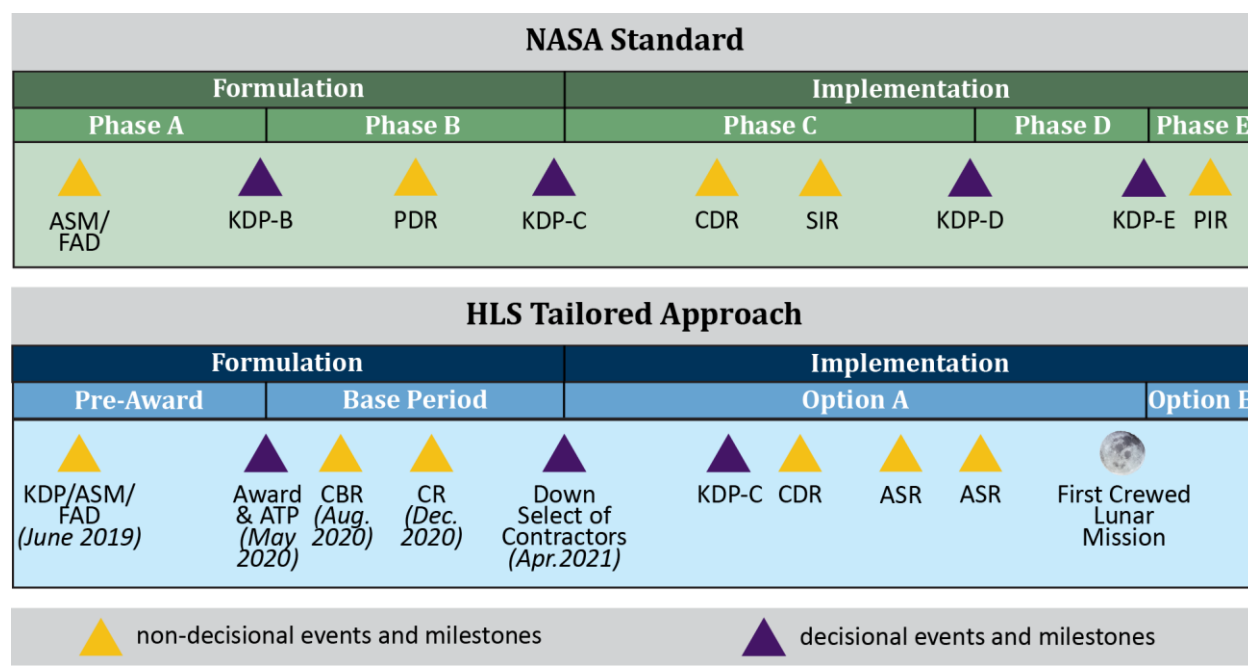 NASA Standard
Formulation Implementation
Phase A Phase B Phase C Phase D Phase E
ASM/
FAD
KDP-B
PDR
KDP-C
CDR
SIR
KDP-D
KDP-E
PIR
HLS Tailored Approach
Formulation Implementation
Pre-Award Base Period Option A Option B
KDP/ASM/
FAD
(June 2019)
Award
& ATP
(May
2020)
CBR
(Aug.
2020)
CR
(Dec.
2020)
Down
Select of
Contractors
(Apr.2021)
KDP-C
CDR
ASR
ASR
First Crewed
Lunar
Mission
non-decisional events and milestones
decisional events and milestones